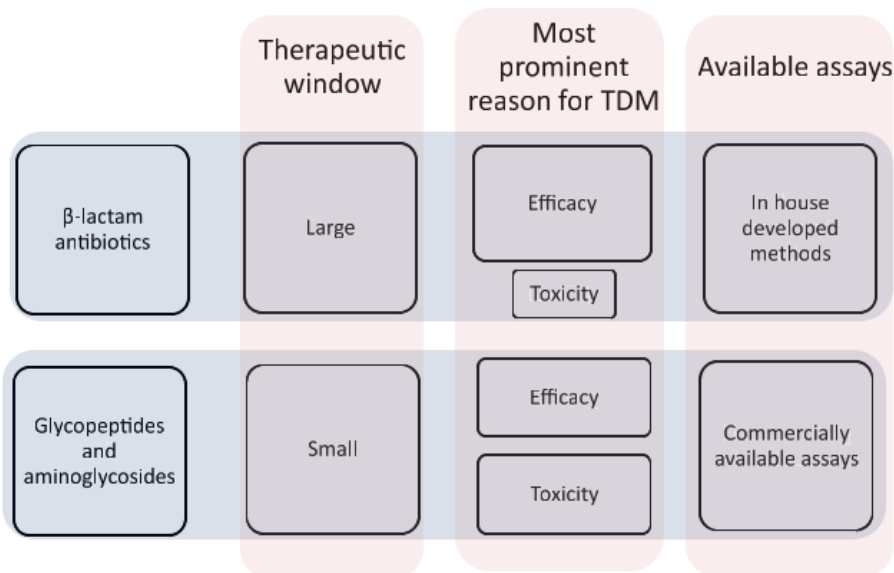 Therapeutic
window
Most
prominent
reason for TDM
Available assays
β-lactam
antibiotics
Large
Efficacy
Toxicity
In house
developed
methods
Glycopeptides
and
aminoglycosides
Small
Efficacy
Toxicity
Commercially
available assays